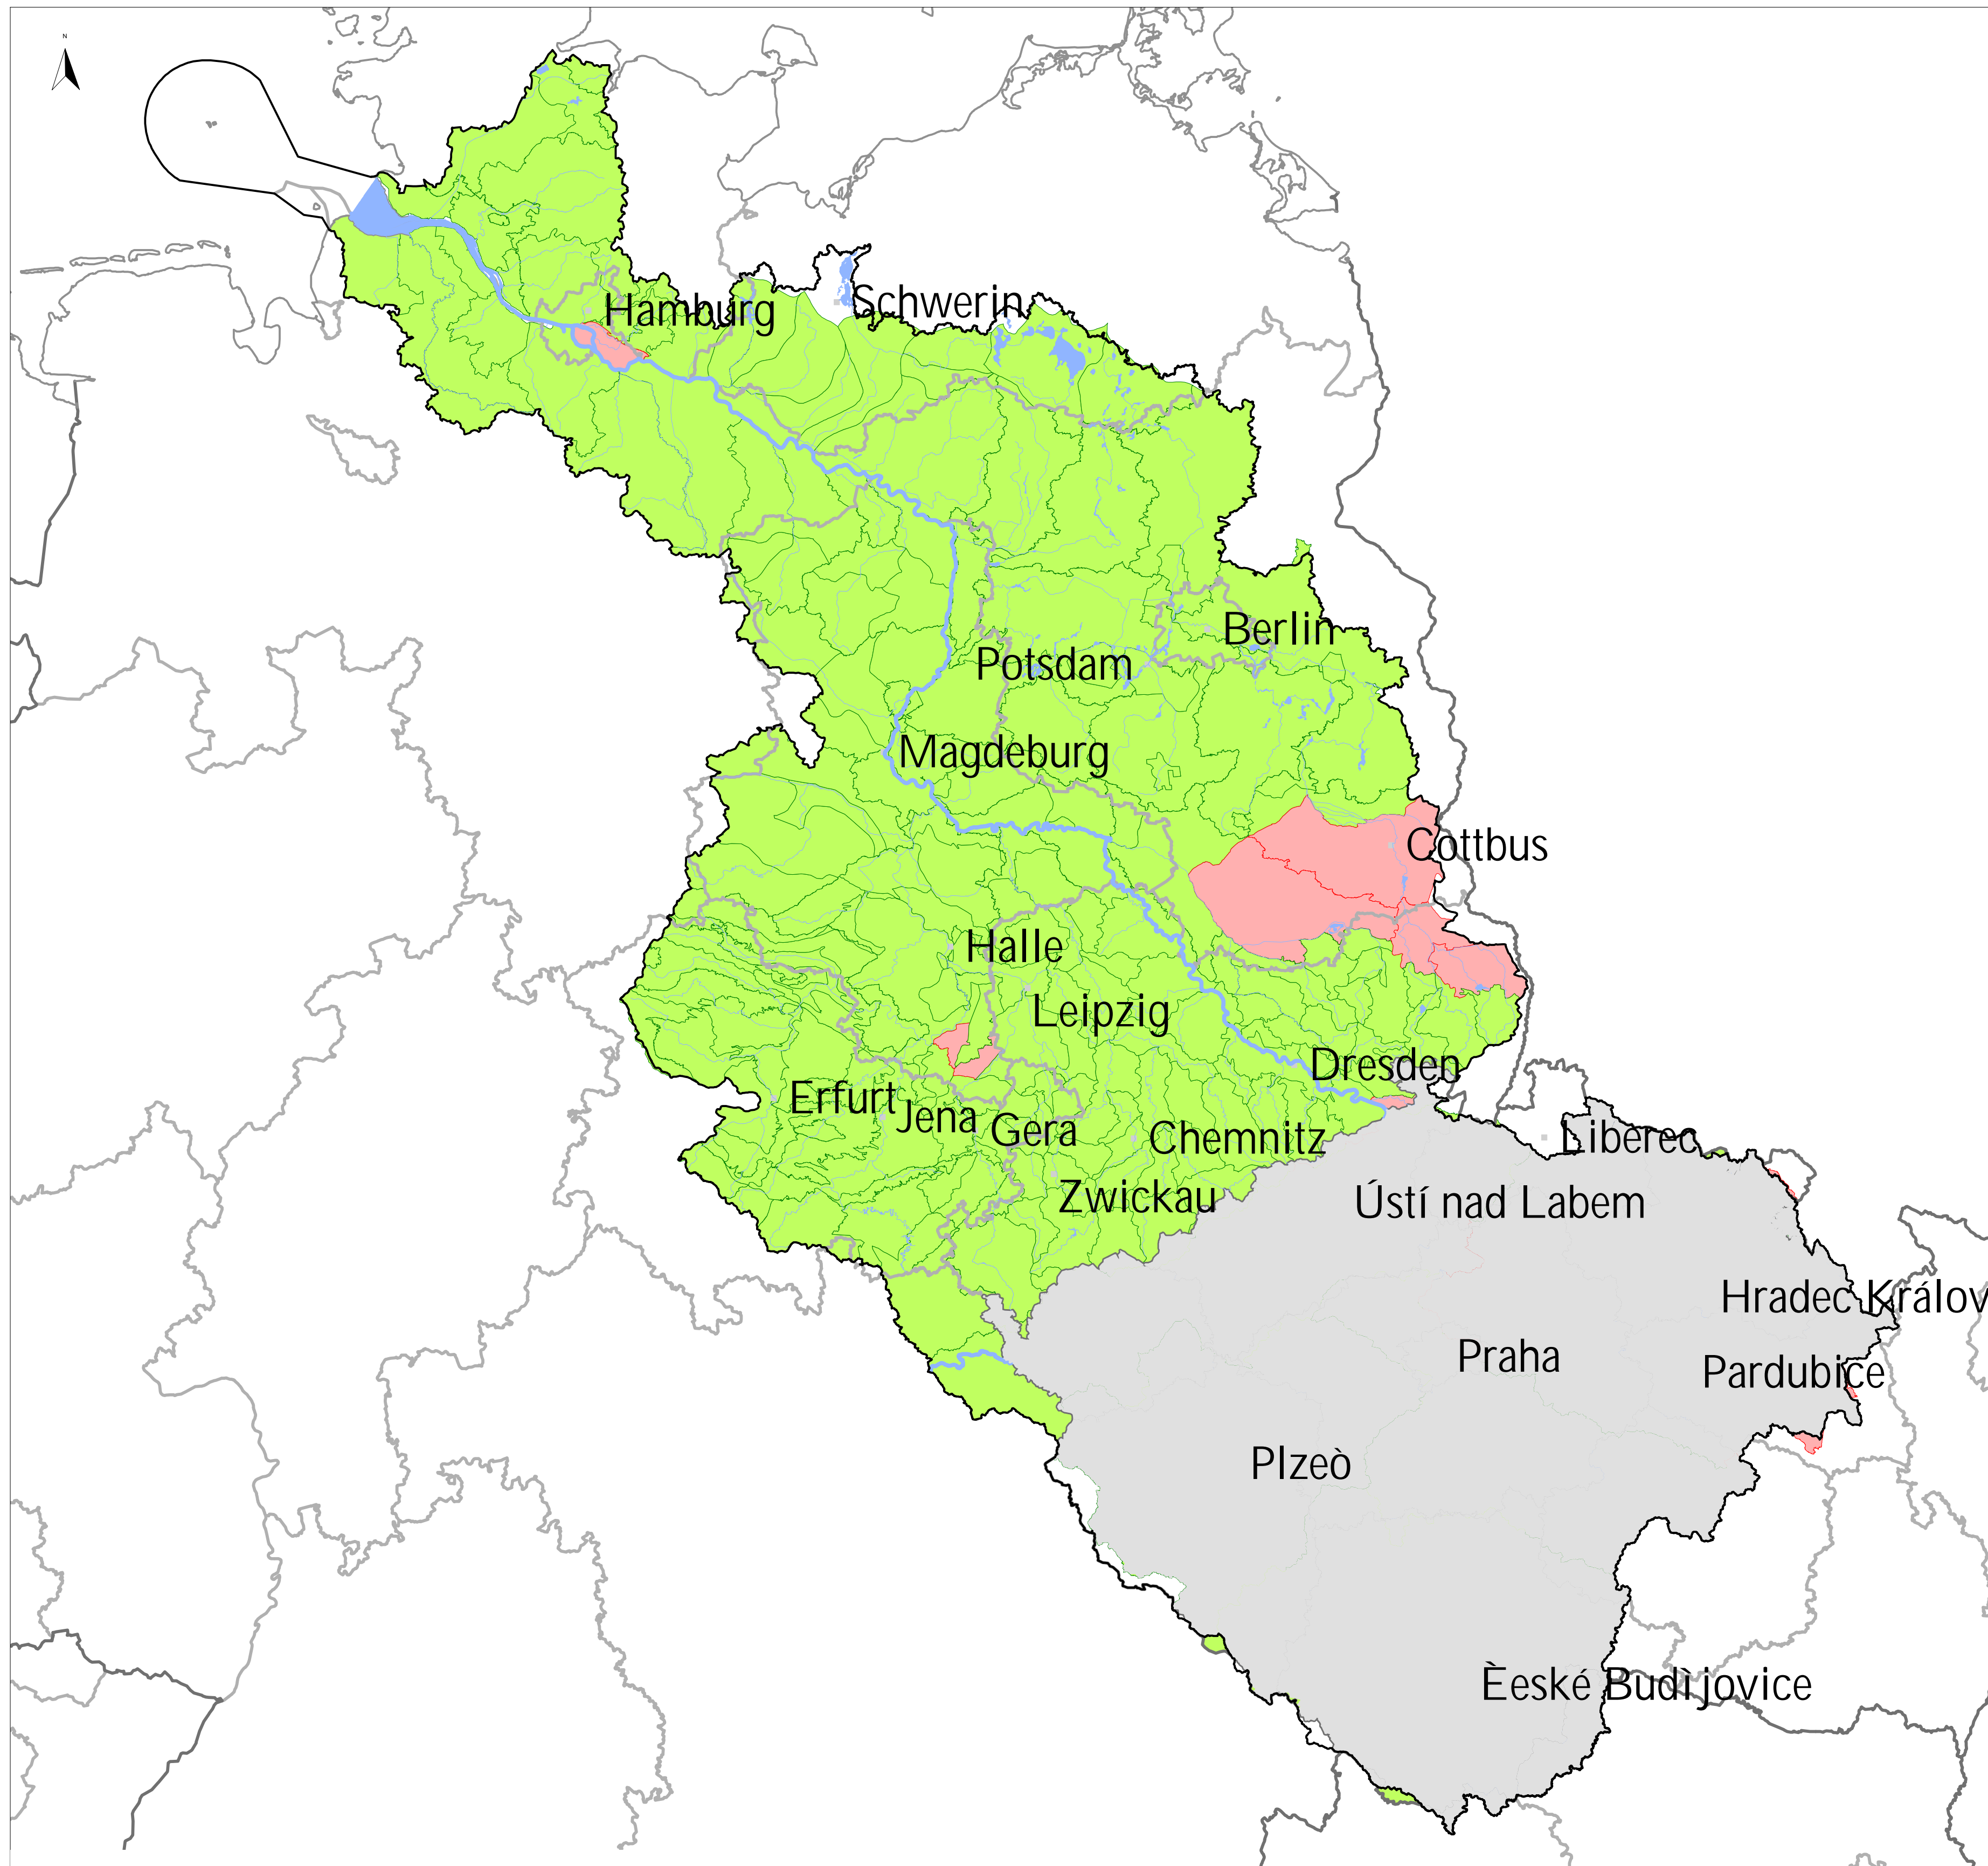 N
Hamburg
Schwerin
Berlin
Potsdam
Magdeburg
Cottbus
Halle
Leipzig
Dresden
Erfurt
Jena
Gera
Chemnitz
Liberec
Zwickau
Ústí nad Labem
Hradec Králov
Praha
Pardubice
Plzeò
Èeské Budìjovice